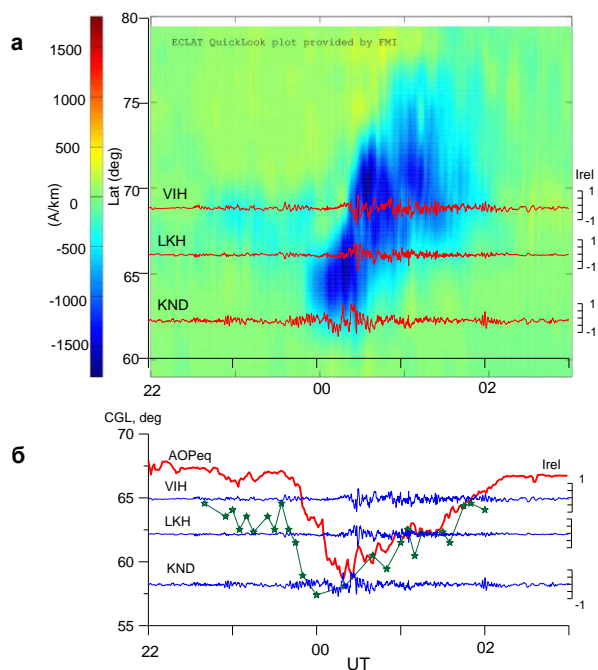 а
80
ECLAT QuickLook plot provided by FMI
1500
1000
75
500
Irel
(A/km)
0
Lat (deg)
70
VIH
1
-1
-500
LKH
1
-1
65
-1000
KND
1
-1
-1500
60
22
00
02
CGL, deg
б
70
AOPeq
Irel
VIH
1
65
LKH
60
KND
-1
55
22
00
02
UT